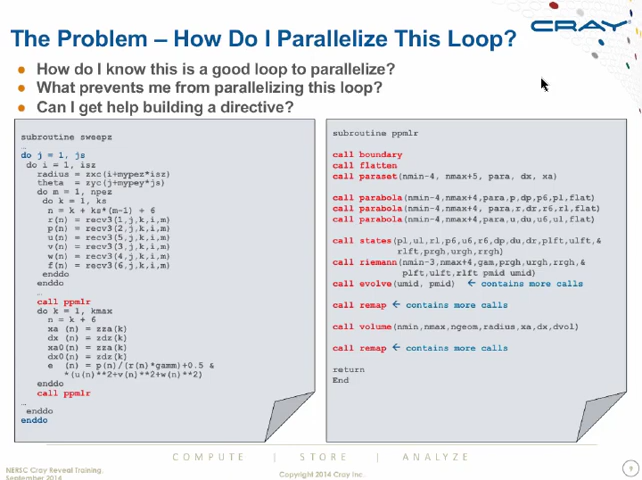 CRAY
The Problem – How Do I Parallelize This Loop?
● How do I know this is a good loop to parallelize?
● What prevents me from parallelizing this loop?
● Can I get help building a directive?
subroutine sweepz
…
do j = 1, js
do i = 1, isz
radius = zxc(i+mypez*isz)
theta = zyc(j+mypey*js)
do m = 1, npez
do k = 1, ks
n = k + ks*(m-1) + 6
r(n) = recv3(1,j,k,i,m)
p(n) = recv3(2,j,k,i,m)
u(n) = recv3(5,j,k,i,m)
v(n) = recv3(3,j,k,i,m)
w(n) = recv3(4,j,k,i,m)
f(n) = recv3(6,j,k,i,m)
enddo
enddo
…
call ppmlr
do k = 1, kmax
n = k + 6
xa (n) = zza(k)
dx (n) = zdz(k)
xa0(n) = zza(k)
dx0(n) = zdz(k)
e (n) = p(n)/(r(n)*gamm)+0.5 &
*(u(n)**2+v(n)**2+w(n)**2)
enddo
call ppmlr
…
enddo
enddo
subroutine ppmlr
call boundary
call flatten
call paraset(nmin-4, nmax+5, para, dx, xa)
call parabola(nmin-4,nmax+4,para,p,dp,p6,pl,flat)
call parabola(nmin-4,nmax+4,para,r,dr,r6,rl,flat)
call parabola(nmin-4,nmax+4,para,u,du,u6,ul,flat)
call states(pl,ul,rl,p6,u6,r6,dp,du,dr,plft,ulft,&
rlft,prgh,urgh,rrgh)
call riemann(nmin-3,nmax+4,gam,prgh,urgh,rrgh,&
plft,ulft,rlft pmid umid)
call evolve(umid, pmid) ← contains more calls
call remap ← contains more calls
call volume(nmin,nmax,ngeom,radius,xa,dx,dvol)
call remap ← contains more calls
return
End
COMPUTE | STORE | ANALYZE
NERSC Cray Reveal Training
September 2014
Copyright 2014 Cray Inc.
9